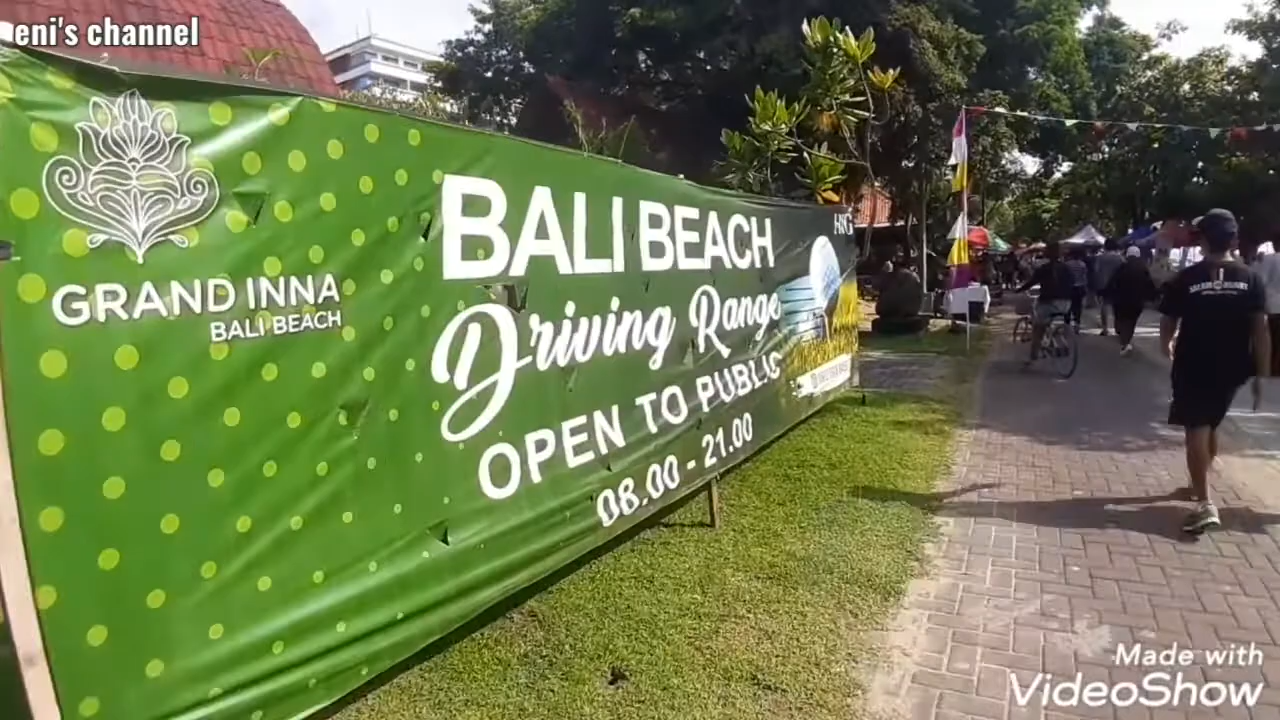 eni's channel
GRAND INNA
BALI BEACH
BALI BEACH
Driving Range
OPEN TO PUBLIC
08.00 - 21.00
Made with
VideoShow